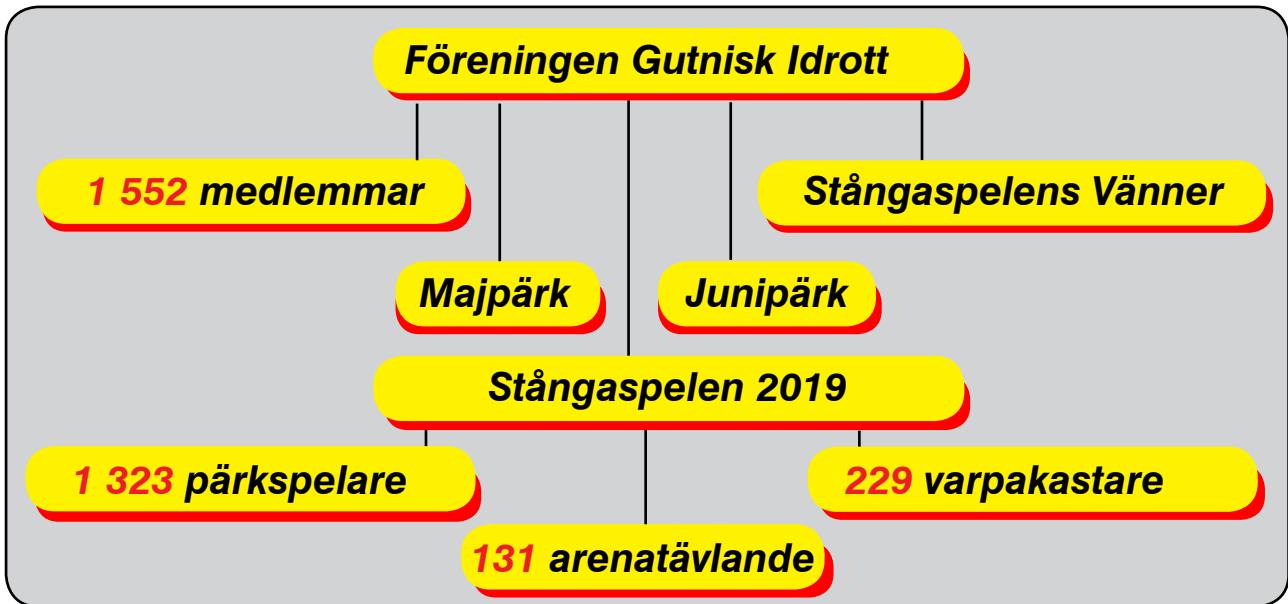 Föreningen Gutnisk Idrott
1 552 medlemmar
Stångaspelens Vänner
Majpärk
Junipärk
Stångaspelen 2019
1 323 pärkspelare
229 varpakastare
131 arenatävlande